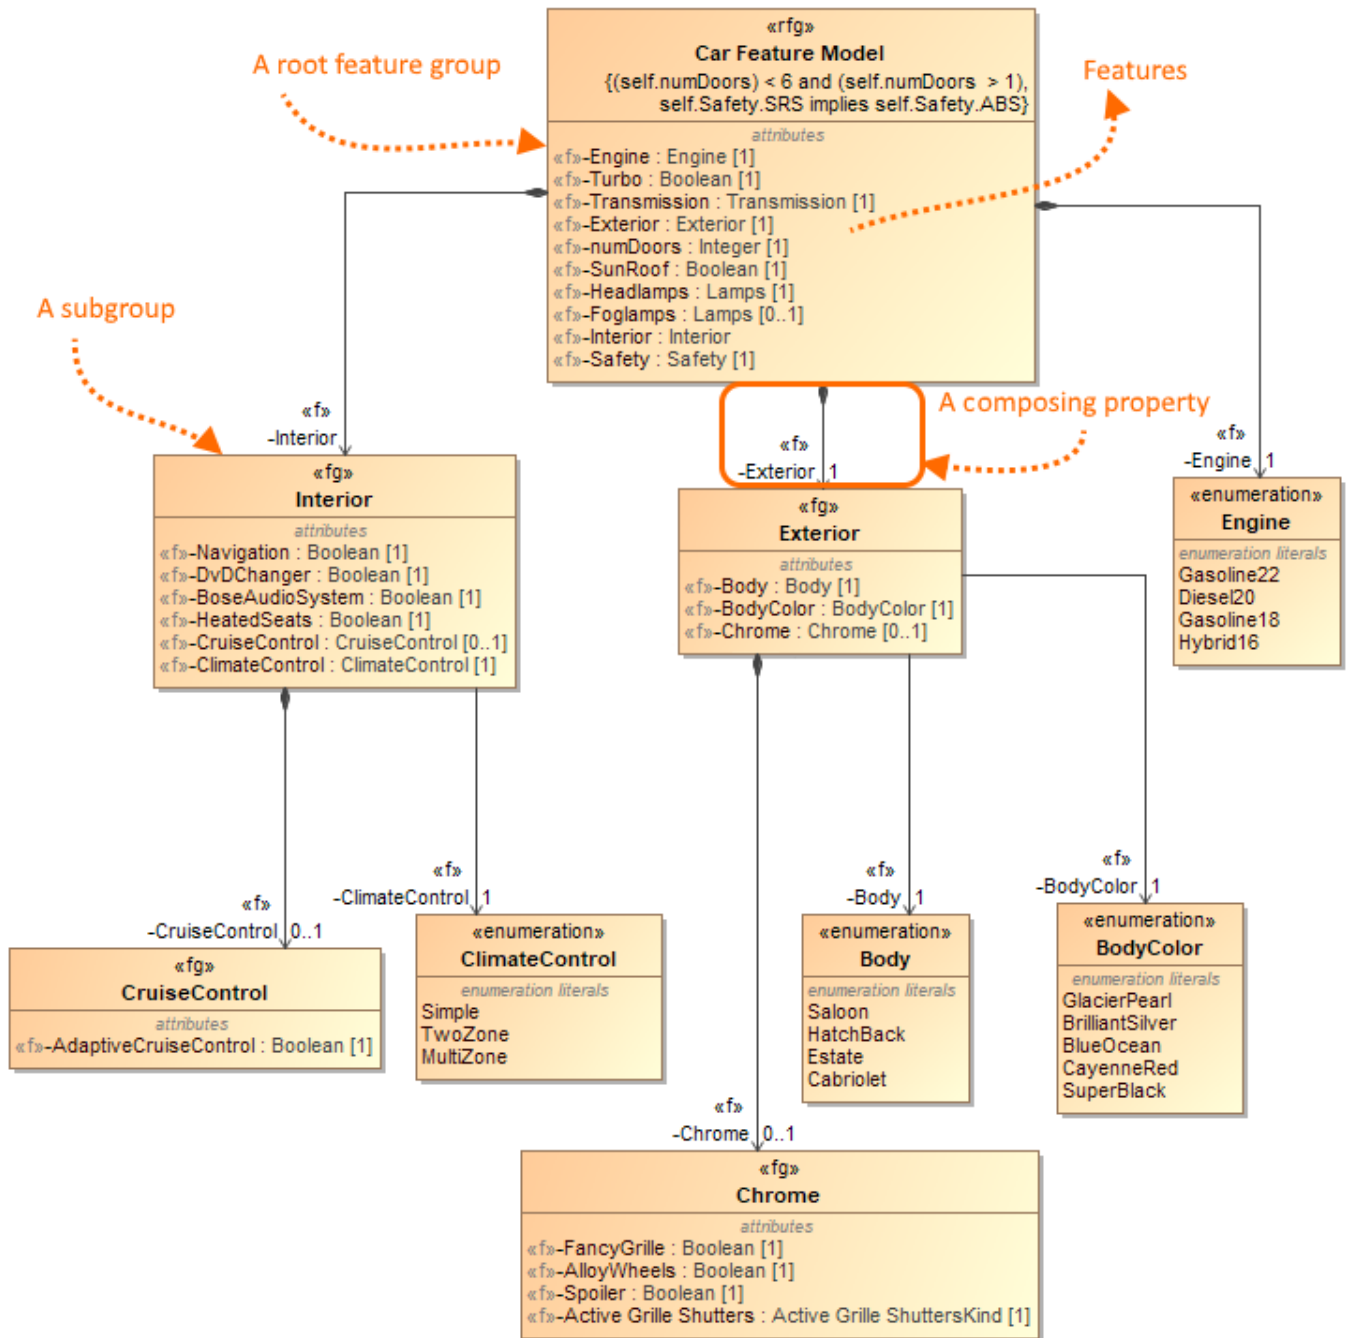 «rfg»
Car Feature Model
{(self.numDoors) < 6 and (self.numDoors > 1),
self.Safety.SRS implies self.Safety.ABS}
attributes
«f»-Engine : Engine [1]
«f»-Turbo : Boolean [1]
«f»-Transmission : Transmission [1]
«f»-Exterior : Exterior [1]
«f»-numDoors : Integer [1]
«f»-SunRoof : Boolean [1]
«f»-Headlamps : Lamps [1]
«f»-Foglamps : Lamps [0..1]
«f»-Interior : Interior
«f»-Safety : Safety [1]
A root feature group
Features
A subgroup
A composing property
«f»
-Interior
«f»
-Exterior 1
«f»
-Engine 1
«fg»
Interior
attributes
«f»-Navigation : Boolean [1]
«f»-DvDChanger : Boolean [1]
«f»-BoseAudioSystem : Boolean [1]
«f»-HeatedSeats : Boolean [1]
«f»-CruiseControl : CruiseControl [0..1]
«f»-ClimateControl : ClimateControl [1]
«fg»
Exterior
attributes
«f»-Body : Body [1]
«f»-BodyColor : BodyColor [1]
«f»-Chrome : Chrome [0..1]
«enumeration»
Engine
enumeration literals
Gasoline22
Diesel20
Gasoline18
Hybrid16
«f»
-CruiseControl 0..1
«f»
-ClimateControl 1
«f»
-Body 1
«f»
-BodyColor 1
«fg»
CruiseControl
attributes
«f»-AdaptiveCruiseControl : Boolean [1]
«enumeration»
ClimateControl
enumeration literals
Simple
TwoZone
MultiZone
«enumeration»
Body
enumeration literals
Saloon
HatchBack
Estate
Cabriolet
«enumeration»
BodyColor
enumeration literals
GlacierPearl
BrilliantSilver
BlueOcean
CayenneRed
SuperBlack
«f»
-Chrome 0..1
«fg»
Chrome
attributes
«f»-FancyGrille : Boolean [1]
«f»-AlloyWheels : Boolean [1]
«f»-Spoiler : Boolean [1]
«f»-Active Grille Shutters : Active Grille ShuttersKind [1]